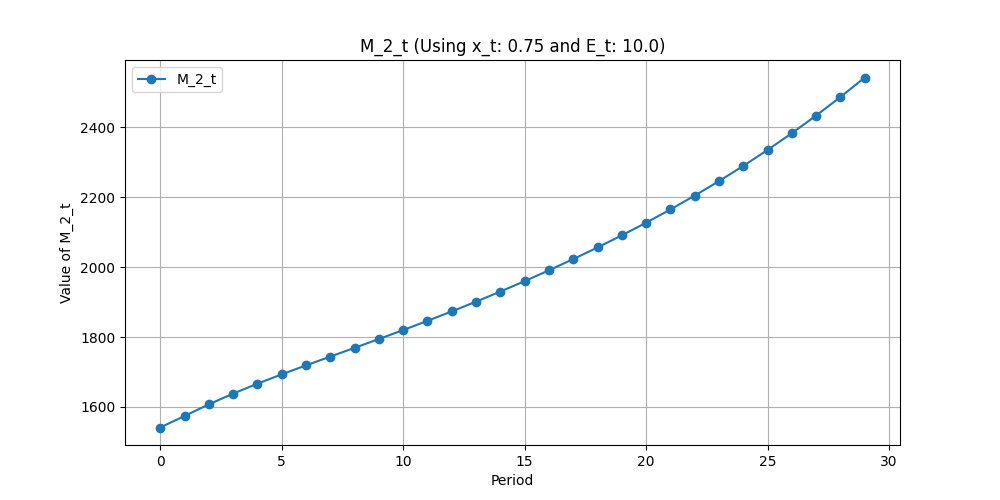 M_2_t (Using x_t: 0.75 and E_t: 10.0)
M_2_t
Value of M_2_t
2400
2200
2000
1800
1600
0 5 10 15 20 25 30
Period